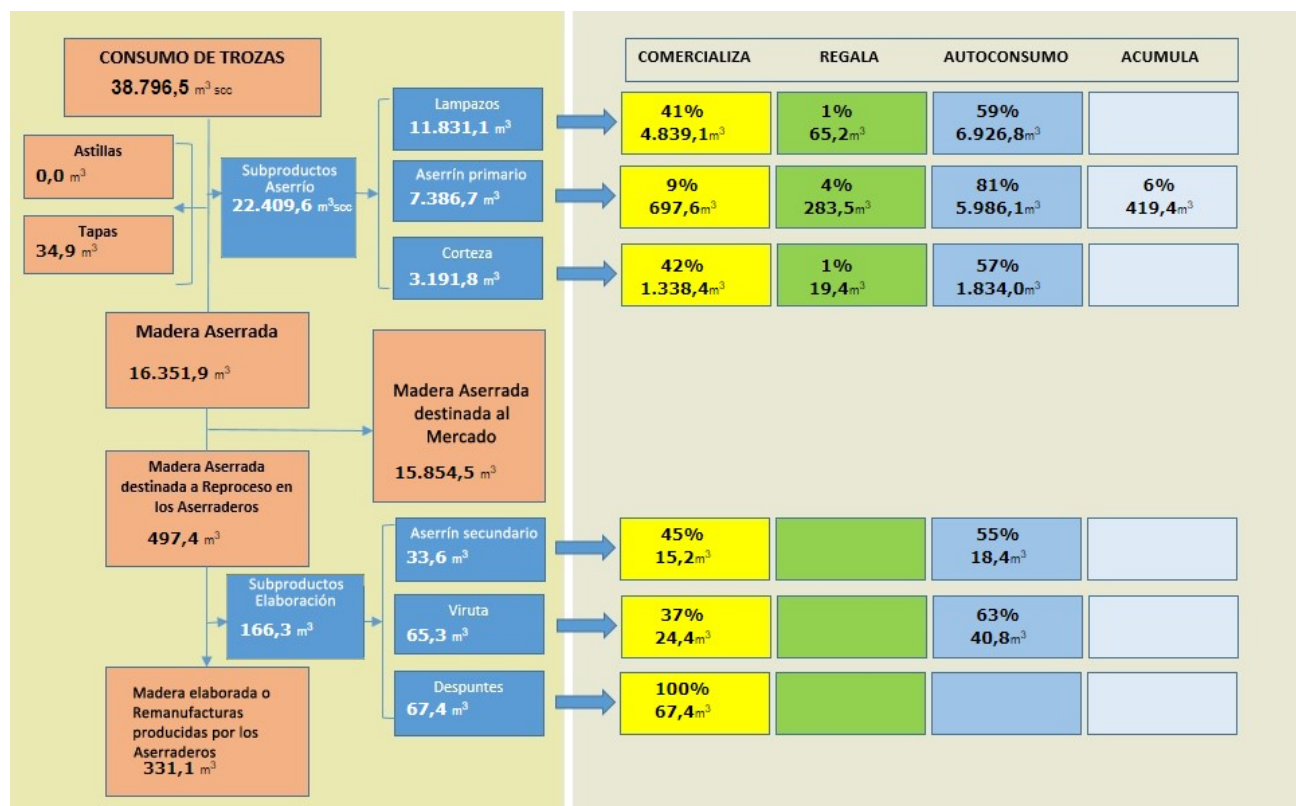 CONSUMO DE TROZAS
38.796,5 m³ scc
Astillas
0,0 m³
Tapas
34,9 m³
Subproductos
Aserrío
22.409,6 m³scc
Lampazos
11.831,1 m³
Aserrín primario
7.386,7 m³
Corteza
3.191,8 m³
Madera Aserrada
16.351,9 m³
Madera Aserrada
destinada al
Mercado
15.854,5 m³
Madera Aserrada
destinada a Reproceso en
los Aserraderos
497,4 m³
Subproductos
Elaboración
166,3 m³
Aserrín secundario
33,6 m³
Viruta
65,3 m³
Despuntes
67,4 m³
Madera elaborada o
Remanufacturas
producidas por los
Aserraderos
331,1 m³
COMERCIALIZA REGALA AUTOCONSUMO ACUMULA
41% 1% 59%
4.839,1m³ 65,2m³ 6.926,8m³
9% 4% 81% 6%
697,6m³ 283,5m³ 5.986,1m³ 419,4m³
42% 1% 57%
1.338,4m³ 19,4m³ 1.834,0m³
45% 55%
15,2m³ 18,4m³
37% 63%
24,4m³ 40,8m³
100%
67,4m³